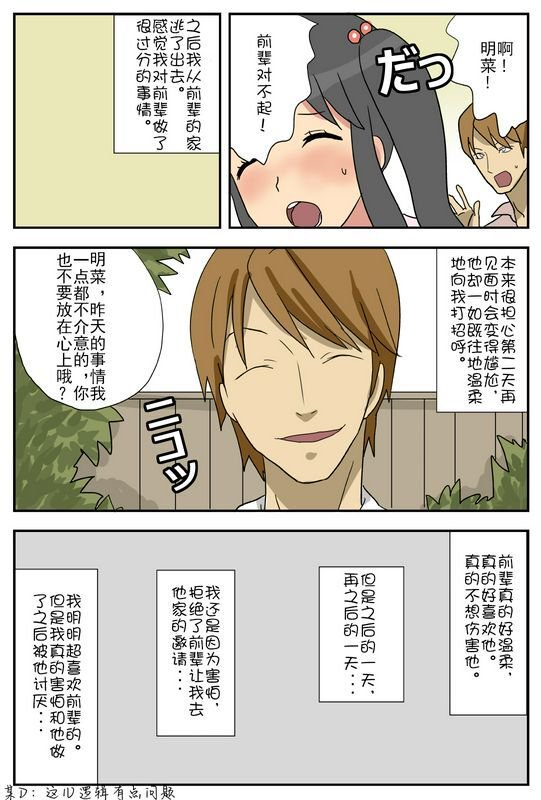 啊！
明菜！
だっ
前辈对
不起！
之后我从前辈的家
逃了出去。
感觉我对前辈做了
很过分的事情。
本来很担心第二天再
见面时会变得尴尬，
他却一如既往地温柔
地向我打招呼。
明菜，昨天的事情我
一点都不介意的，你
也不要放在心上哦？
ニコッ
前辈真的好温柔，
真的好喜欢他。
真的不想伤害他。
但是之后的一天，
再之后的一天...
我还是因为害怕，
拒绝了前辈让我去
他家的邀请...
我明明超喜欢前辈的。
但是我真的害怕和他做
了之后被他讨厌...
某D：这ID逻辑有点问题